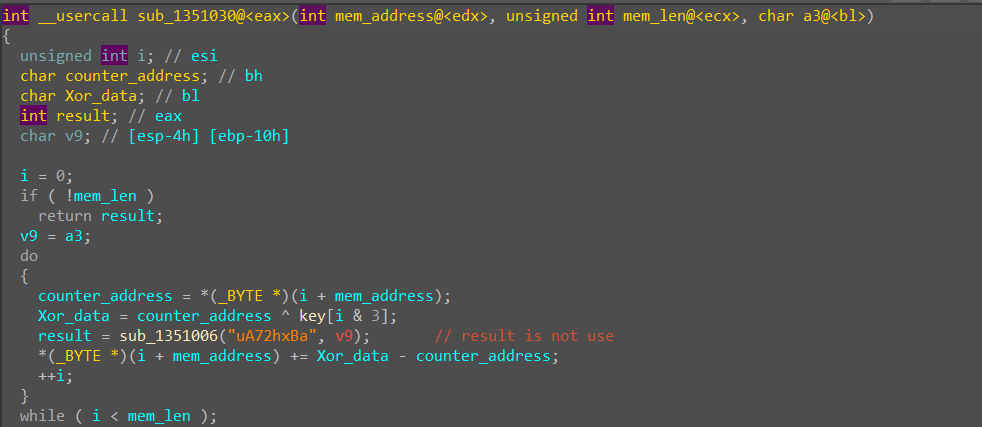 int __usercall sub_1351030@<eax>(int mem_address@<edx>, unsigned int mem_len@<ecx>, char a3@<bl>)
{
  unsigned int i; // esi
  char counter_address; // bh
  char Xor_data; // bl
  int result; // eax
  char v9; // [esp-4h] [ebp-10h]

  i = 0;
  if ( !mem_len )
    return result;
  v9 = a3;
  do
  {
    counter_address = *(_BYTE *)(i + mem_address);
    Xor_data = counter_address ^ key[i & 3];
    result = sub_1351006("uA72hxBa", v9);       // result is not use
    *(_BYTE *)(i + mem_address) += Xor_data - counter_address;
    ++i;
  }
  while ( i < mem_len );